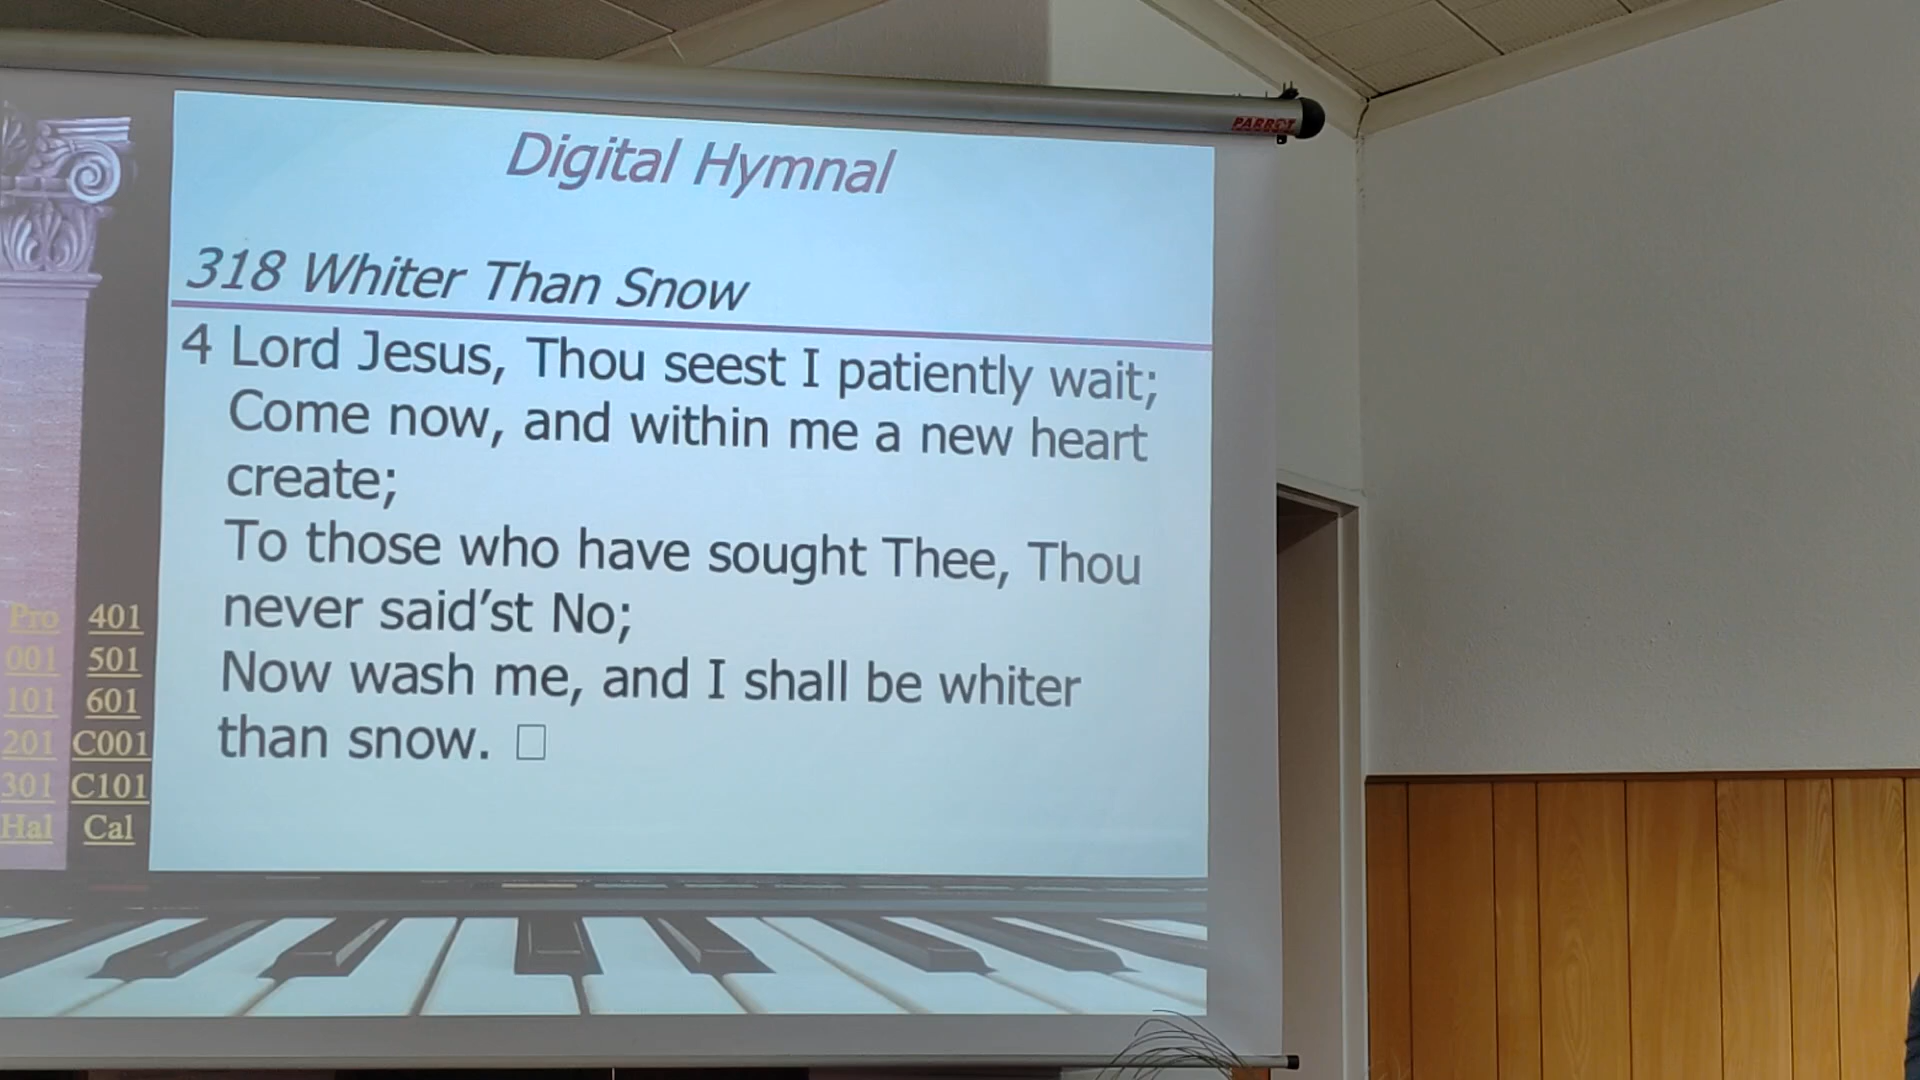 PARROT
Digital Hymnal
318 Whiter Than Snow
4 Lord Jesus, Thou seest I patiently wait;
Come now, and within me a new heart
create;
To those who have sought Thee, Thou
never said’st No;
Now wash me, and I shall be whiter
than snow. □
Pro 401
001 501
101 601
201 C001
301 C101
Hal Cal